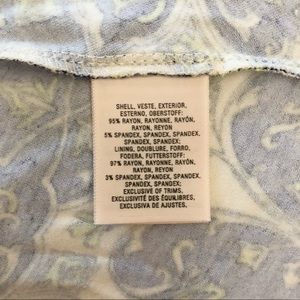 SHELL, VESTE, EXTERIOR,
ESTERNO, OBERSTOFF:
95% RAYON, RAYONNE, RAYÓN,
RAYON, REYON
5% SPANDEX, SPANDEX, SPANDEX,
SPANDEX, SPANDEX;
LINING, DOUBLURE, FORRO,
FODERA, FUTTERSTOFF:
97% RAYON, RAYONNE, RAYÓN,
RAYON, REYON
3% SPANDEX, SPANDEX, SPANDEX,
SPANDEX, SPANDEX;
EXCLUSIVE OF TRIMS,
EXCLUSIVITÉ DES ÉQUILIBRES,
EXCLUSIVA DE AJUSTES,